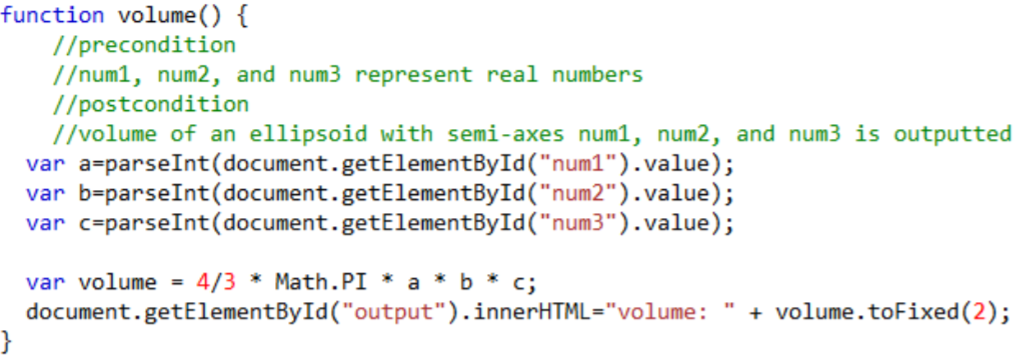 function volume() {
//precondition
//num1, num2, and num3 represent real numbers
//postcondition
//volume of an ellipsoid with semi-axes num1, num2, and num3 is outputted
var a=parseInt(document.getElementById("num1").value);
var b=parseInt(document.getElementById("num2").value);
var c=parseInt(document.getElementById("num3").value);
var volume = 4/3 * Math.PI * a * b * c;
document.getElementById("output").innerHTML="volume: " + volume.toFixed(2);
}